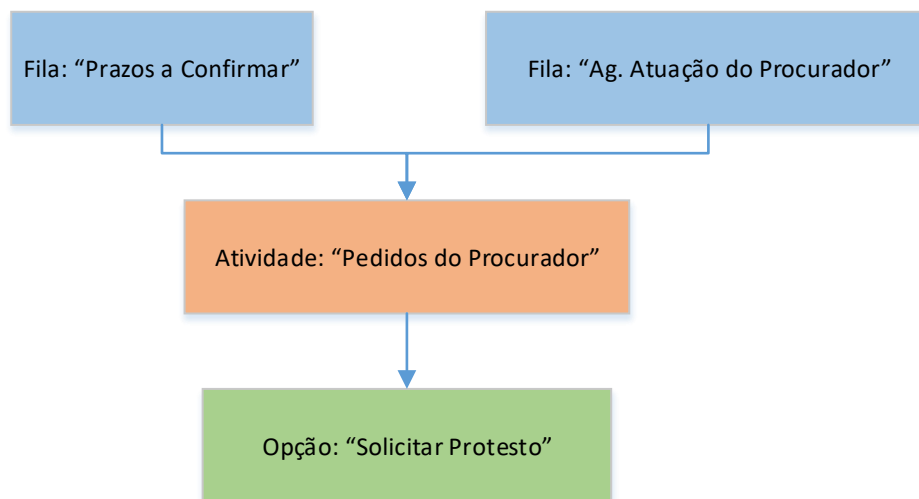 Fila: “Prazos a Confirmar”
Fila: “Ag. Atuação do Procurador”
Atividade: “Pedidos do Procurador”
Opção: “Solicitar Protesto”